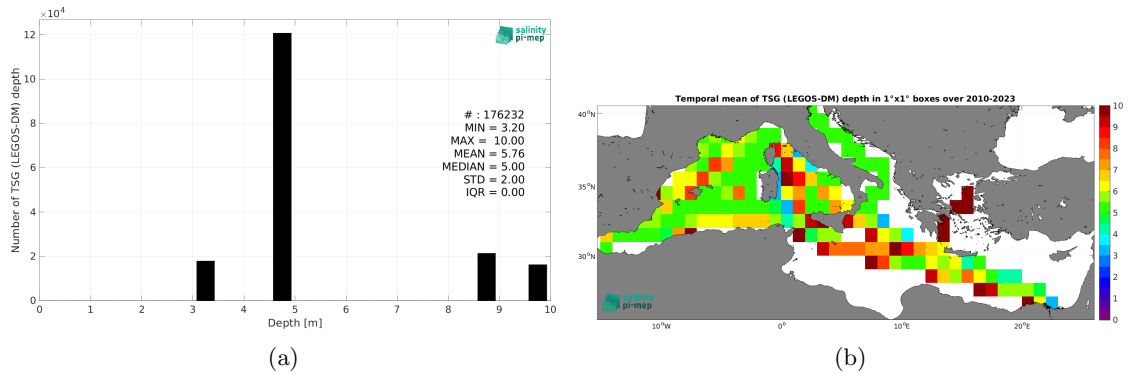 ×10⁴
12
10
8
6
4
2
0
Number of TSG (LEGOS-DM) depth
0 1 2 3 4 5 6 7 8 9 10
Depth [m]
salinity
pi-mep
# : 176232
MIN = 3.20
MAX = 10.00
MEAN = 5.76
MEDIAN = 5.00
STD = 2.00
IQR = 0.00
(a)
Temporal mean of TSG (LEGOS-DM) depth in 1°x1° boxes over 2010-2023
40°N
35°N
30°N
10°W 0° 10°E 20°E
salinity
pi-mep
10
9
8
7
6
5
4
3
2
1
0
(b)